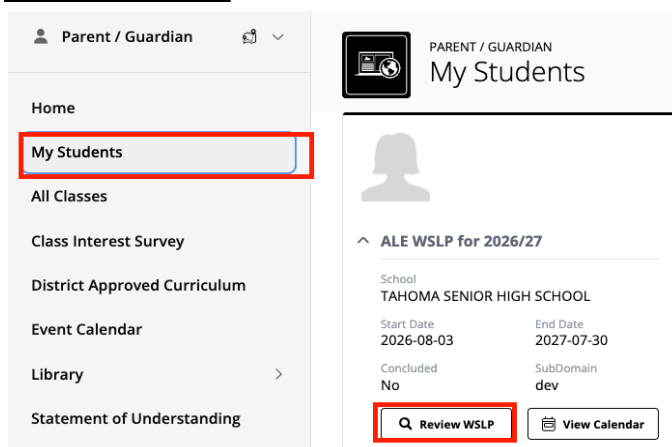 Parent / Guardian
Home
My Students
All Classes
Class Interest Survey
District Approved Curriculum
Event Calendar
Library
Statement of Understanding
PARENT / GUARDIAN
My Students
ALE WSLP for 2026/27
School
TAHOMA SENIOR HIGH SCHOOL
Start Date End Date
2026-08-03 2027-07-30
Concluded SubDomain
No dev
Review WSLP View Calendar